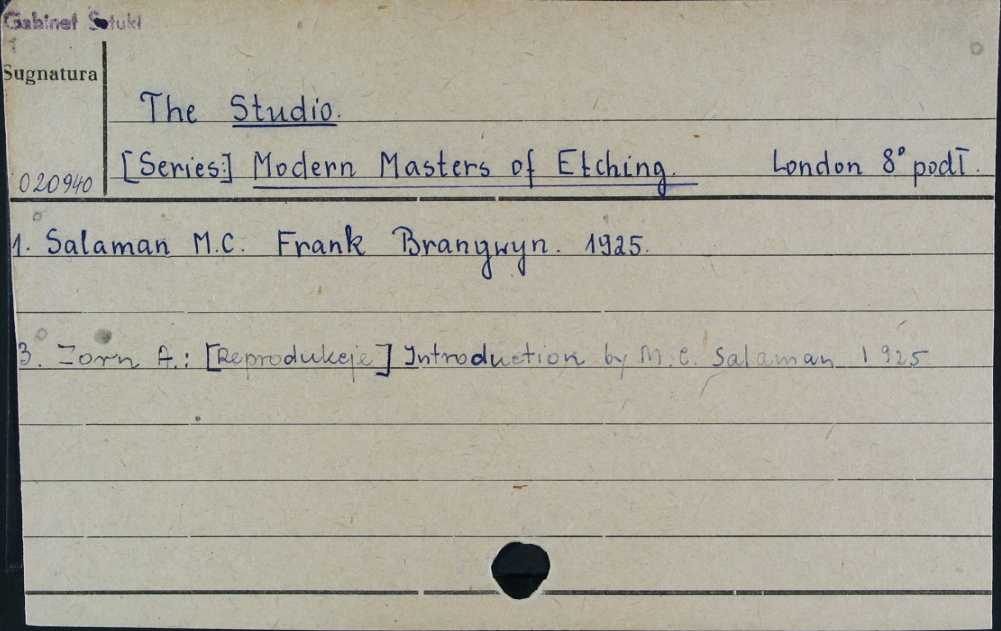 Gabinet Sztuki
Sugnatura
The Studio.
[Series:] Modern Masters of Etching. London 8° podł.
020940
1. Salaman M.C. Frank Brangwyn. 1925.
3. Zorn A.: [Reprodukcje] Introduction by M.C. Salaman 1925